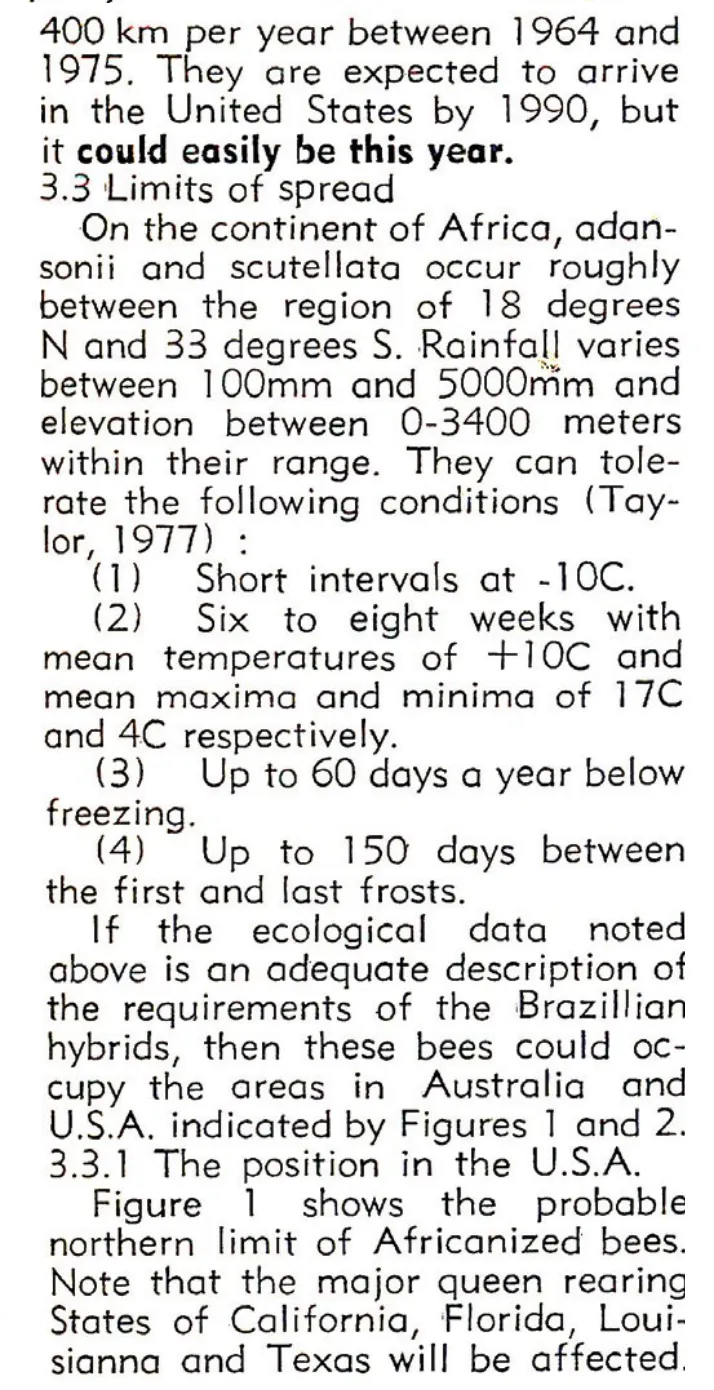 400 km per year between 1964 and
1975. They are expected to arrive
in the United States by 1990, but
it could easily be this year.
3.3 Limits of spread
On the continent of Africa, adan-
sonii and scutellata occur roughly
between the region of 18 degrees
N and 33 degrees S. Rainfall varies
between 100mm and 5000mm and
elevation between 0-3400 meters
within their range. They can tole-
rate the following conditions (Tay-
lor, 1977) :
(1) Short intervals at -10C.
(2) Six to eight weeks with
mean temperatures of +10C and
mean maxima and minima of 17C
and 4C respectively.
(3) Up to 60 days a year below
freezing.
(4) Up to 150 days between
the first and last frosts.
If the ecological data noted
above is an adequate description of
the requirements of the Brazillian
hybrids, then these bees could oc-
cupy the areas in Australia and
U.S.A. indicated by Figures 1 and 2.
3.3.1 The position in the U.S.A.
Figure 1 shows the probable
northern limit of Africanized bees.
Note that the major queen rearing
States of California, Florida, Loui-
sianna and Texas will be affected.